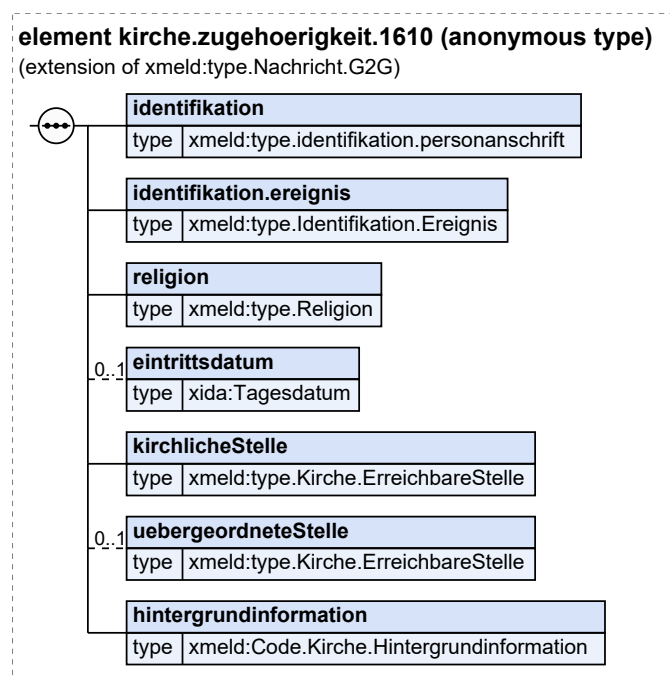 element kirche.zugehoerigkeit.1610 (anonymous type)
(extension of xmeld:type.Nachricht.G2G)
identifikation
type xmeld:type.identifikation.personanschrift
identifikation.ereignis
type xmeld:type.Identifikation.Ereignis
religion
type xmeld:type.Religion
0..1 eintrittsdatum
type xida:Tagesdatum
kirchlicheStelle
type xmeld:type.Kirche.ErreichbareStelle
0..1 uebergeordneteStelle
type xmeld:type.Kirche.ErreichbareStelle
hintergrundinformation
type xmeld:Code.Kirche.Hintergrundinformation